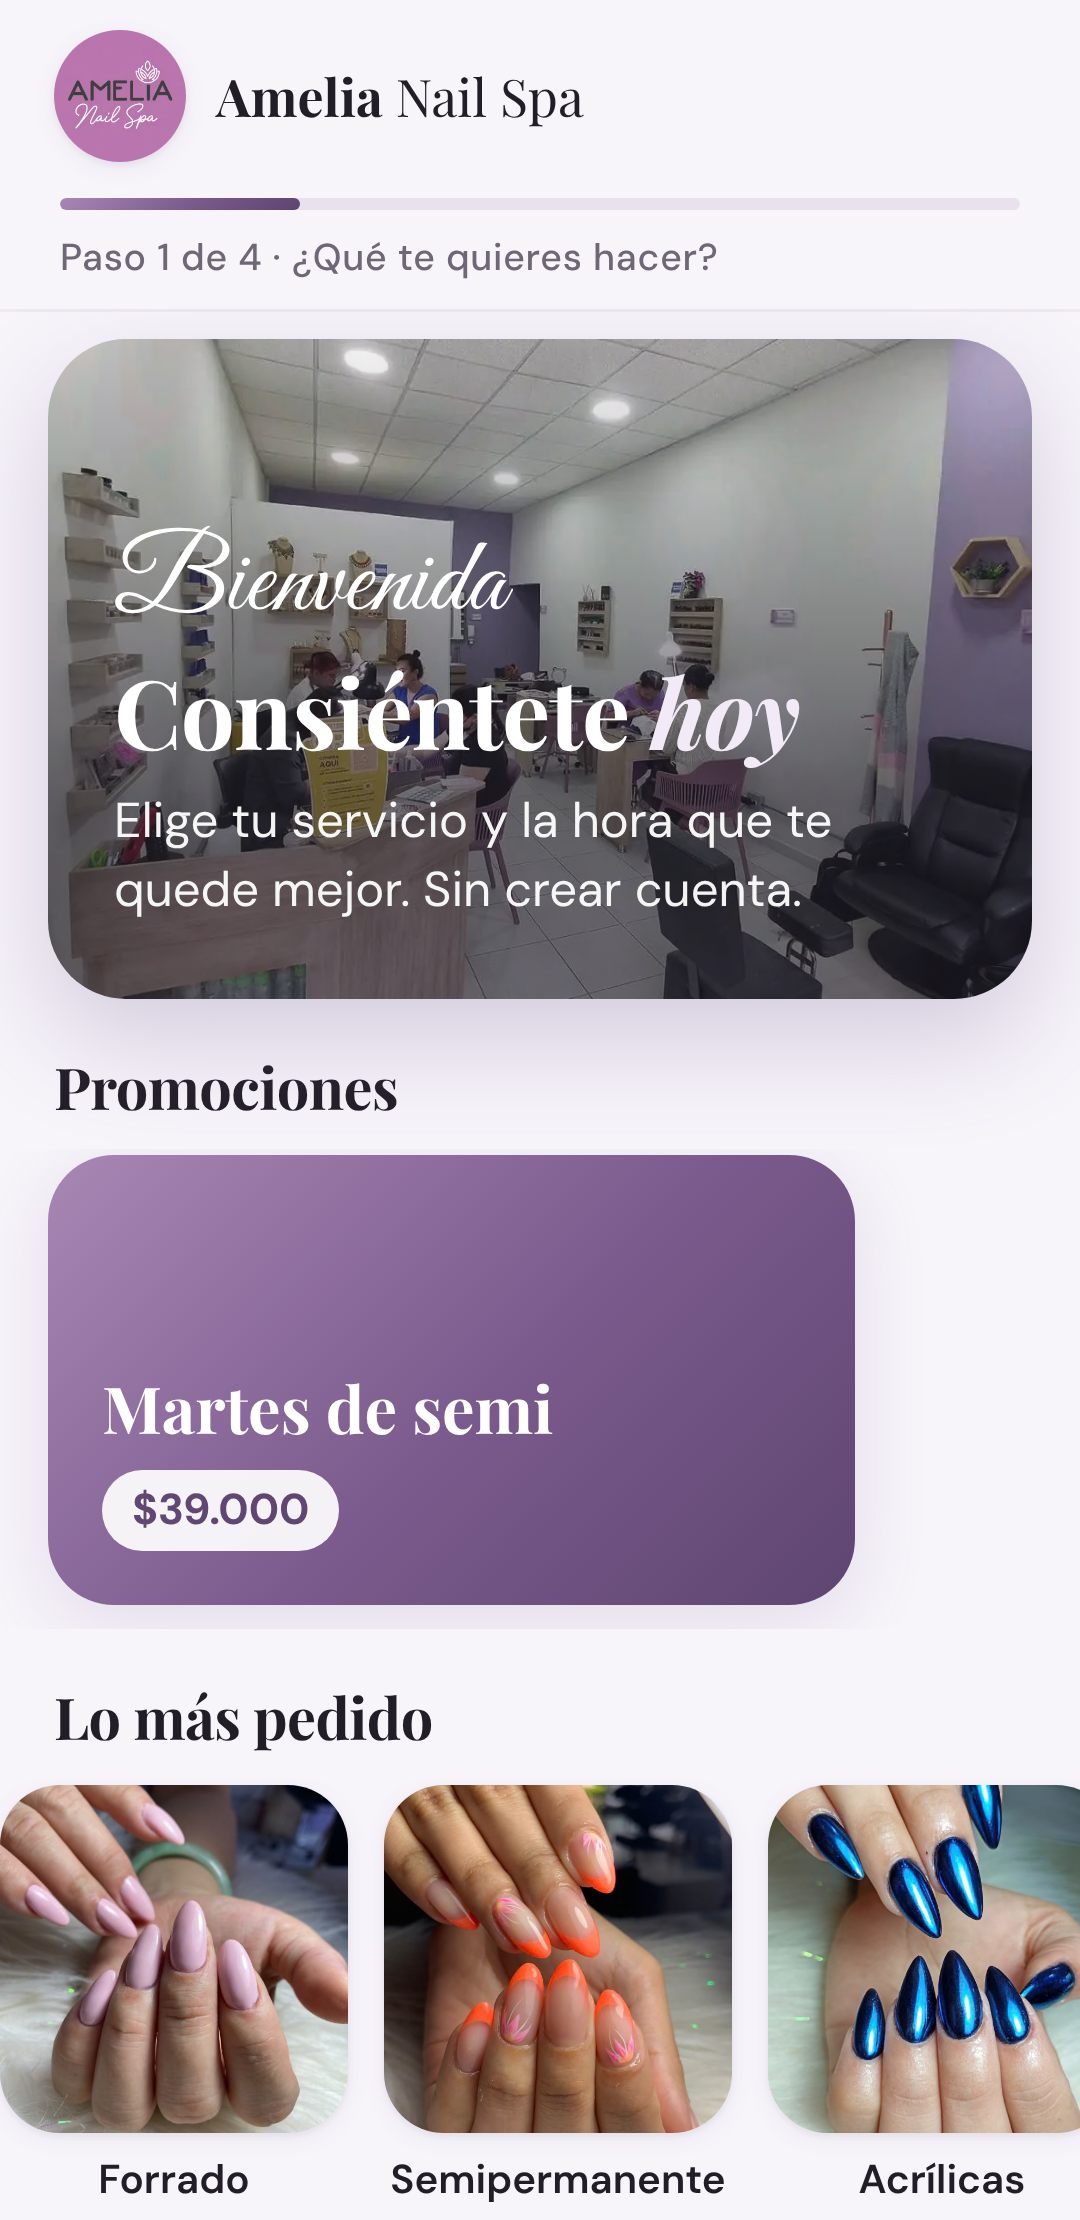 AMELIA
Nail Spa
Amelia Nail Spa
Paso 1 de 4 · ¿Qué te quieres hacer?
Bienvenida
Consiéntete hoy
Elige tu servicio y la hora que te
quede mejor. Sin crear cuenta.
Promociones
Martes de semi
$39.000
Lo más pedido
Forrado
Semipermanente
Acrílicas